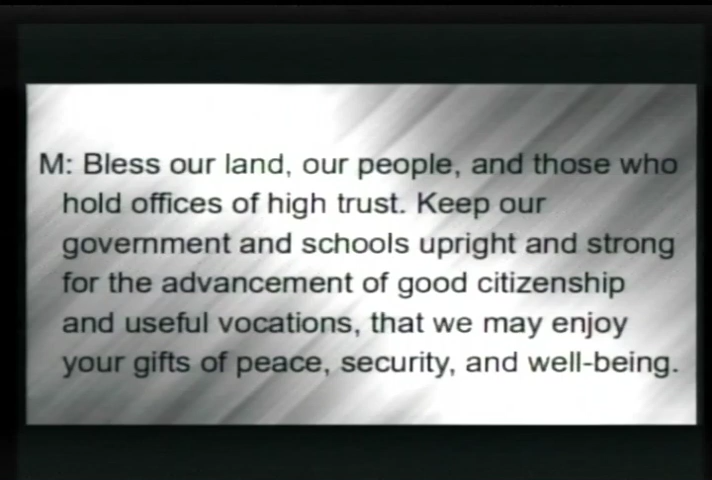 M: Bless our land, our people, and those who
hold offices of high trust. Keep our
government and schools upright and strong
for the advancement of good citizenship
and useful vocations, that we may enjoy
your gifts of peace, security, and well-being.